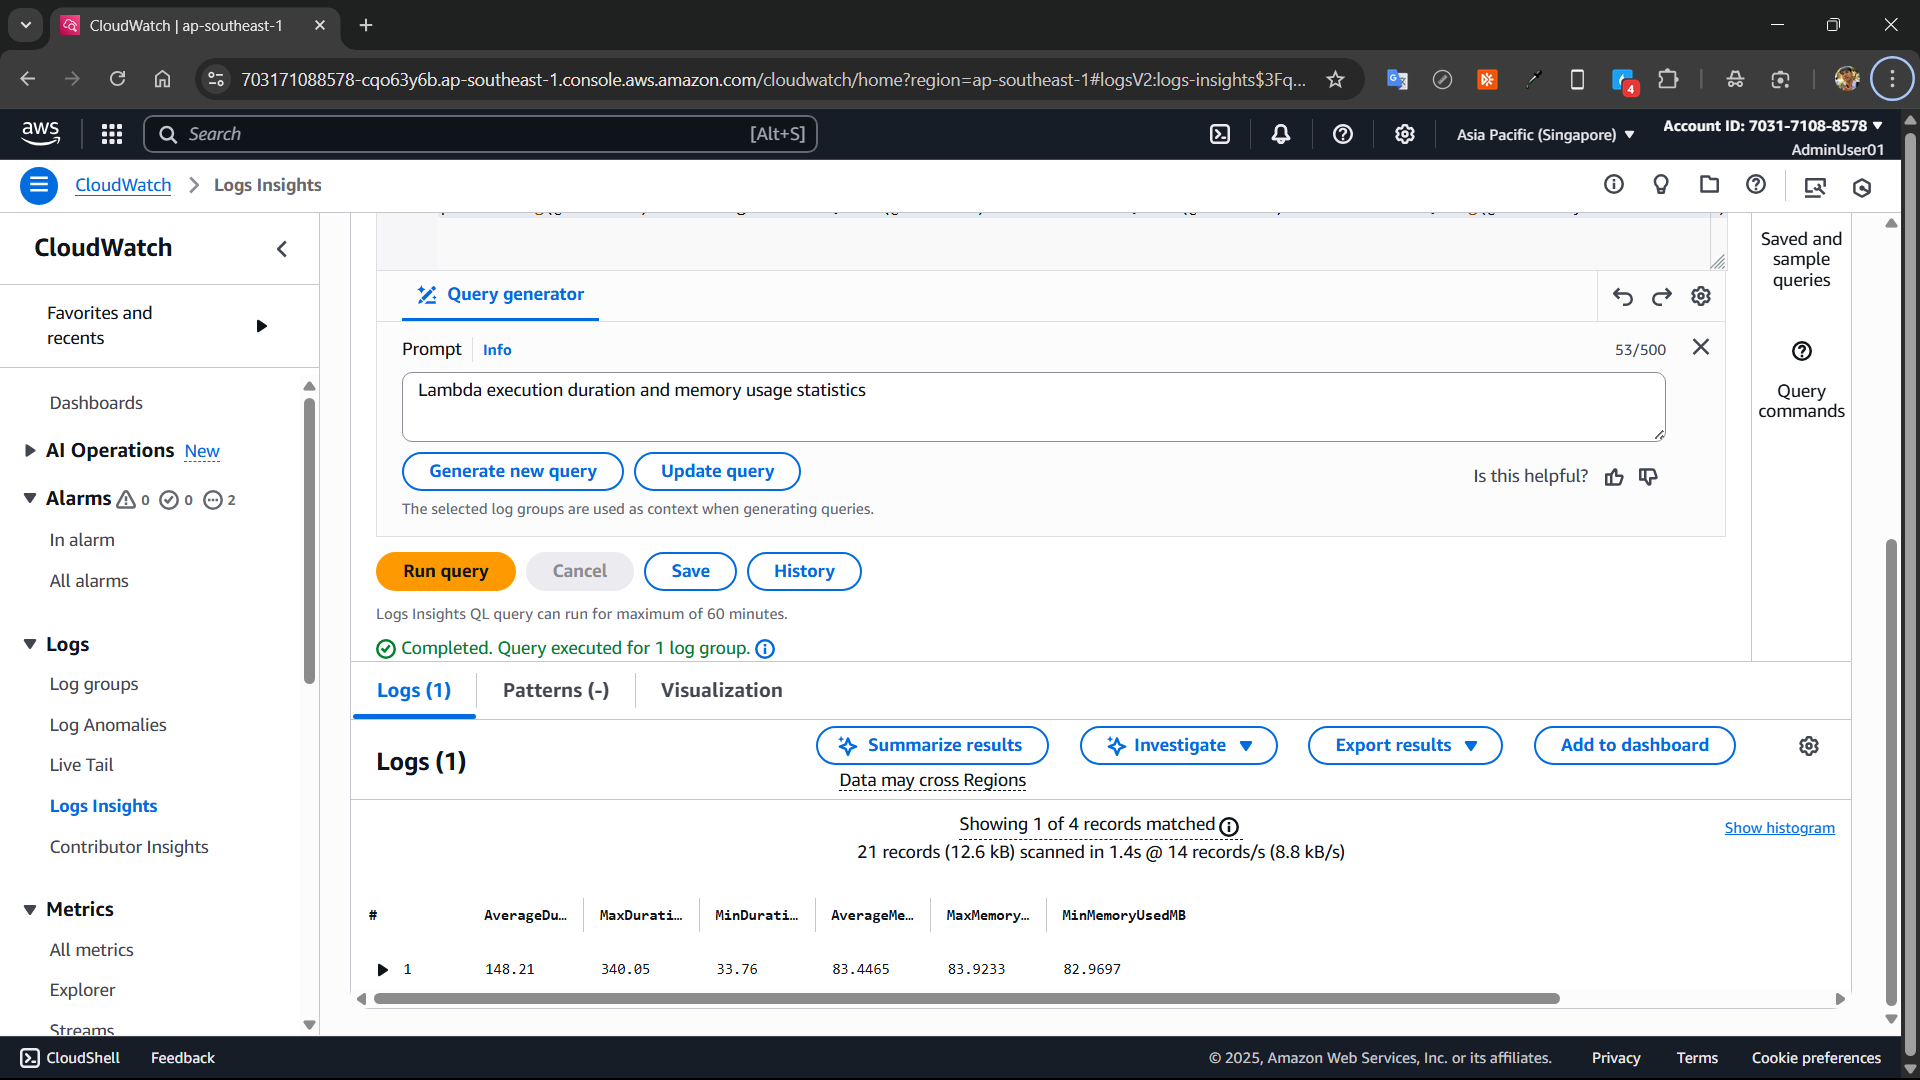 CloudWatch | ap-southeast-1
703171088578-cqo63y6b.ap-southeast-1.console.aws.amazon.com/cloudwatch/home?region=ap-southeast-1#logsV2:logs-insights$3Fq...
4
aws
Search
[Alt+S]
Asia Pacific (Singapore)
Account ID: 7031-7108-8578
AdminUser01
CloudWatch
Logs Insights
CloudWatch
Favorites and
recents
Dashboards
AI Operations New
Alarms 0 0 2
In alarm
All alarms
Logs
Log groups
Log Anomalies
Live Tail
Logs Insights
Contributor Insights
Metrics
All metrics
Explorer
Streams
Query generator
Prompt
Info
53/500
Lambda execution duration and memory usage statistics
Generate new query
Update query
Is this helpful?
The selected log groups are used as context when generating queries.
Run query
Cancel
Save
History
Logs Insights QL query can run for maximum of 60 minutes.
Completed. Query executed for 1 log group.
Saved and
sample
queries
Query
commands
Logs (1)
Patterns (-)
Visualization
Logs (1)
Summarize results
Data may cross Regions
Investigate
Export results
Add to dashboard
Showing 1 of 4 records matched
21 records (12.6 kB) scanned in 1.4s @ 14 records/s (8.8 kB/s)
Show histogram
# AverageDu... MaxDurati... MinDurati... AverageMe... MaxMemory... MinMemoryUsedMB
1 148.21 340.05 33.76 83.4465 83.9233 82.9697
CloudShell
Feedback
© 2025, Amazon Web Services, Inc. or its affiliates.
Privacy
Terms
Cookie preferences